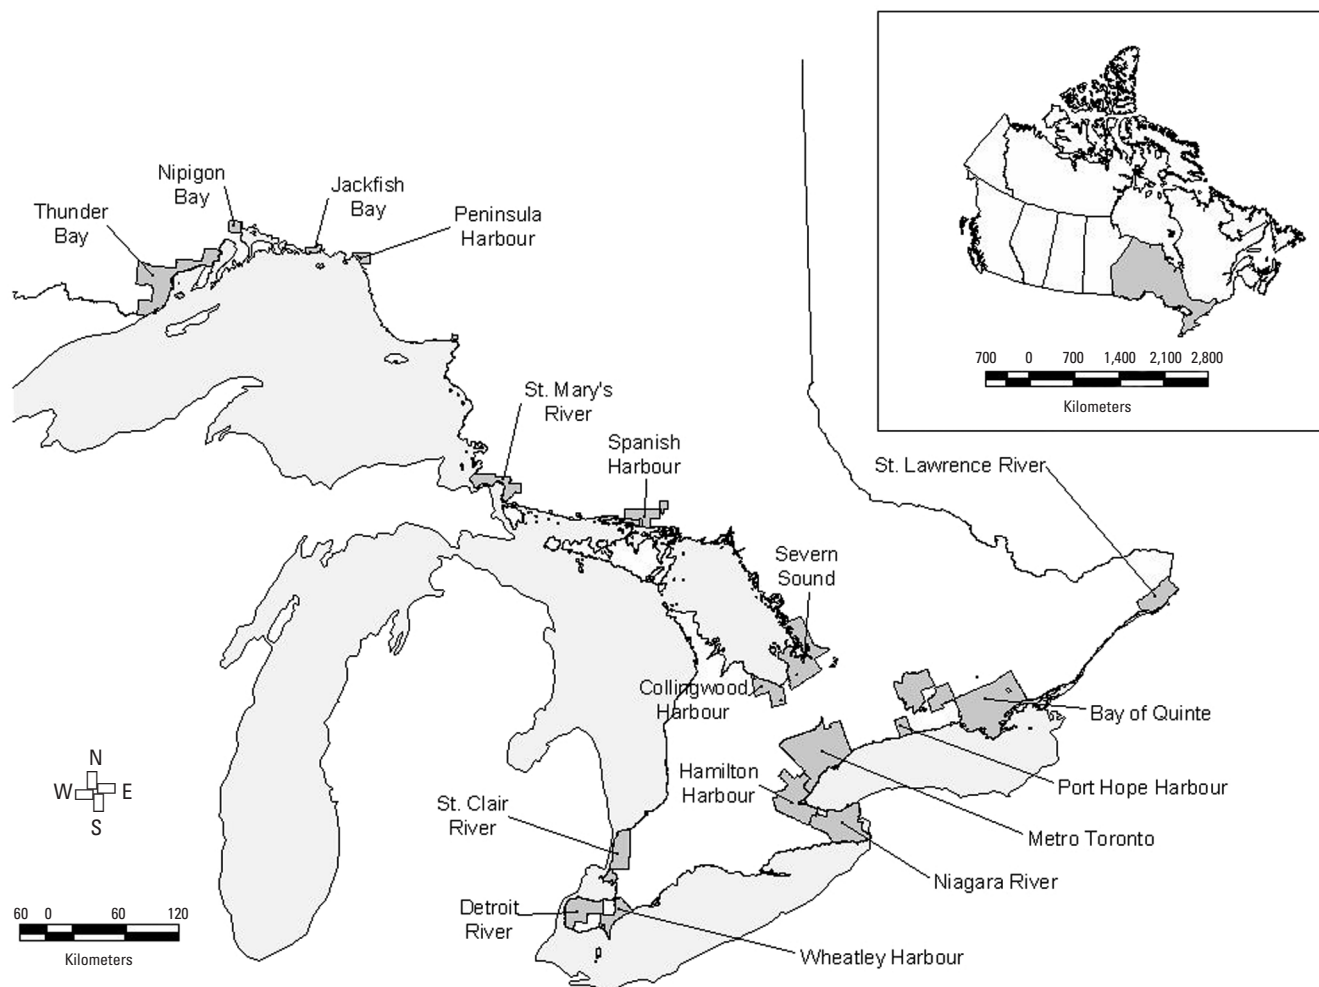 Nipigon
Bay
Jackfish
Bay
Thunder
Bay
Peninsula
Harbour
700 0 700 1,400 2,100 2,800
Kilometers
St. Mary's
River
Spanish
Harbour
St. Lawrence River
Severn
Sound
Collingwood
Harbour
Bay of Quinte
N
W E
S
Hamilton
Harbour
Port Hope Harbour
St. Clair
River
Metro Toronto
Niagara River
60 0 60 120
Kilometers
Detroit
River
Wheatley Harbour